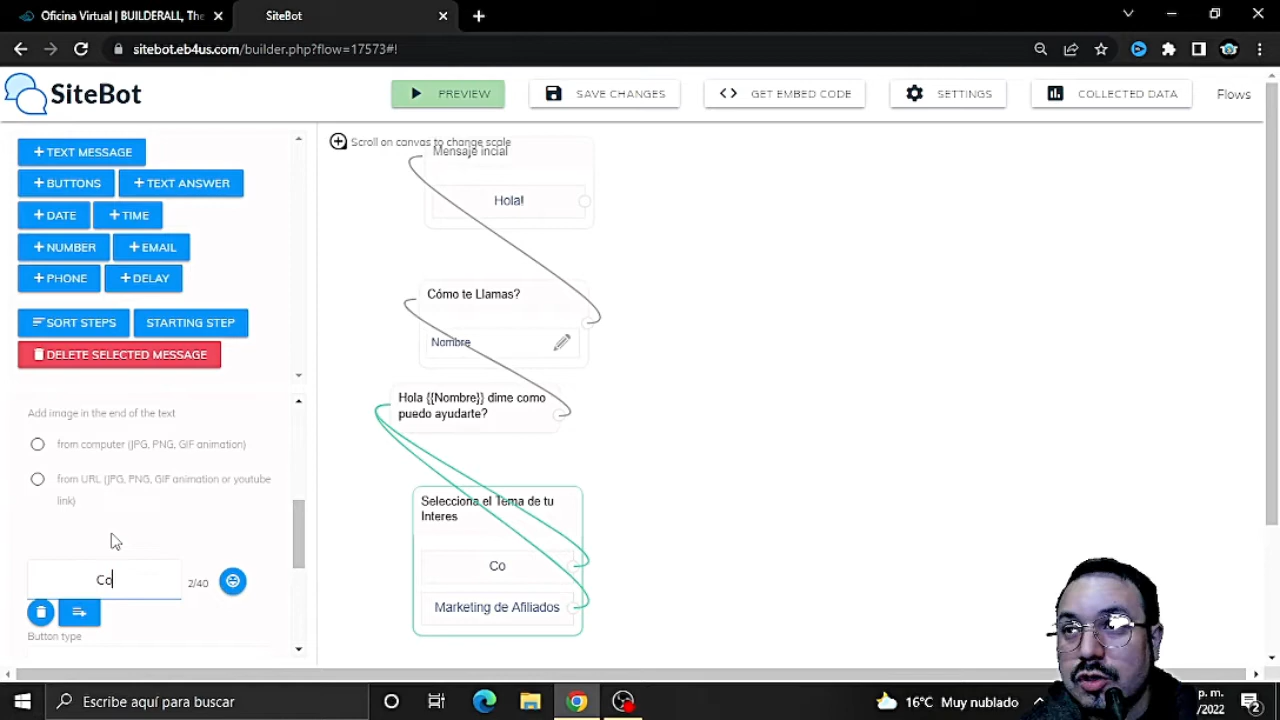 Oficina Virtual | BUILDERALL, The
SiteBot
sitebot.eb4us.com/builder.php?flow=17573#!
SiteBot
PREVIEW
SAVE CHANGES
GET EMBED CODE
SETTINGS
COLLECTED DATA
Flows
+ TEXT MESSAGE
+ BUTTONS
+ TEXT ANSWER
+ DATE
+ TIME
+ NUMBER
+ EMAIL
+ PHONE
+ DELAY
SORT STEPS
STARTING STEP
DELETE SELECTED MESSAGE
Add image in the end of the text
from computer (JPG, PNG, GIF animation)
from URL (JPG, PNG, GIF animation or youtube
link)
Co
2/40
Button type
Scroll on canvas to change scale
Mensaje incial
Hola!
Cómo te Llamas?
Nombre
Hola {{Nombre}} dime como
puedo ayudarte?
Selecciona el Tema de tu
Interes
Co
Marketing de Afiliados
Escribe aquí para buscar
16°C Muy nublado
p. m.
/2022
2